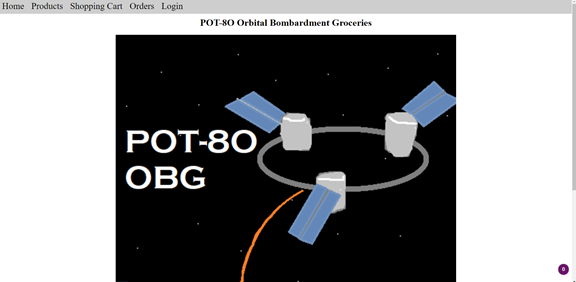 Home Products Shopping Cart Orders Login
POT-8O Orbital Bombardment Groceries
POT-8O
OBG
0